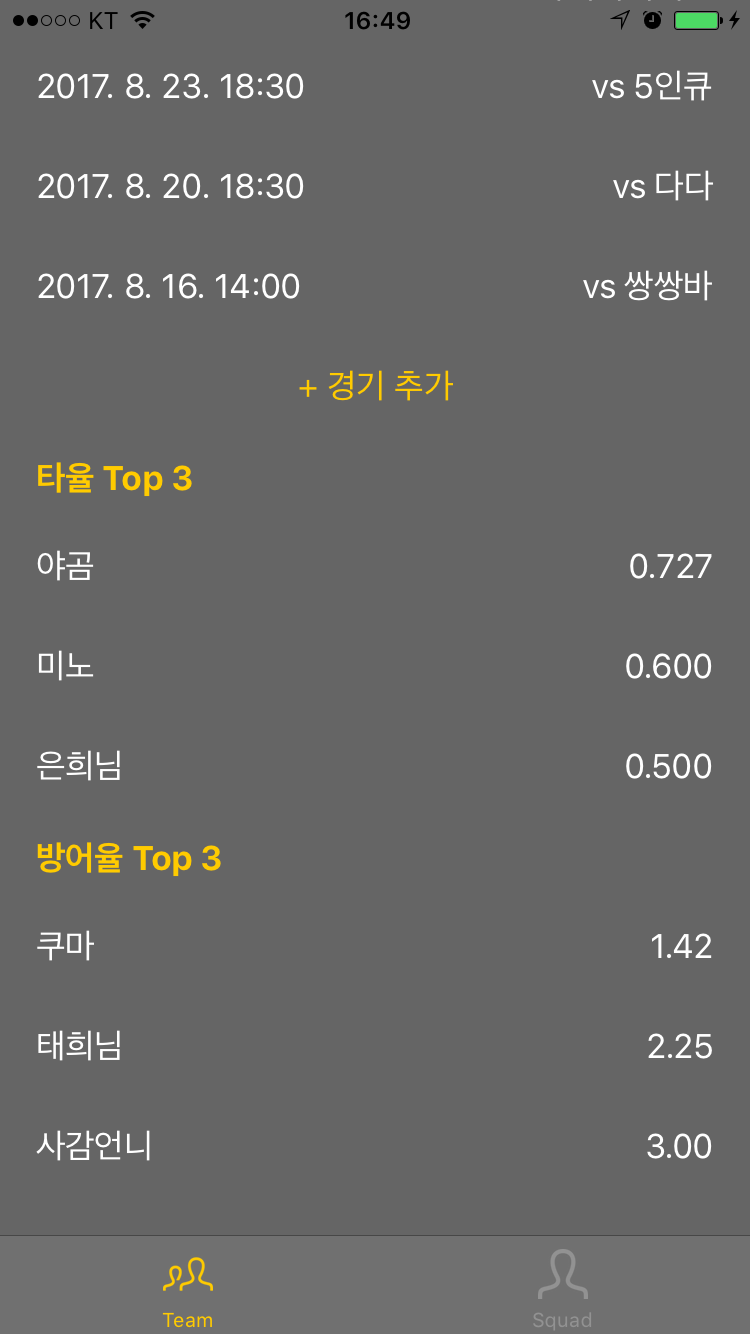 KT 16:49
2017. 8. 23. 18:30 vs 5인큐
2017. 8. 20. 18:30 vs 다다
2017. 8. 16. 14:00 vs 쌍쌍바
+ 경기 추가
타율 Top 3
야곰 0.727
미노 0.600
은희님 0.500
방어율 Top 3
쿠마 1.42
태희님 2.25
사감언니 3.00
Team Squad